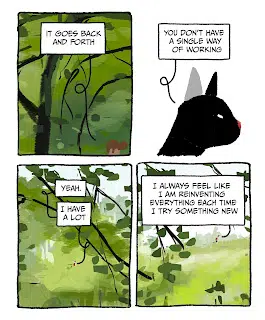 IT GOES BACK
AND FORTH
YOU DON'T HAVE
A SINGLE WAY
OF WORKING
YEAH.
I HAVE
A LOT
I ALWAYS FEEL LIKE
I AM REINVENTING
EVERYTHING EACH TIME
I TRY SOMETHING NEW